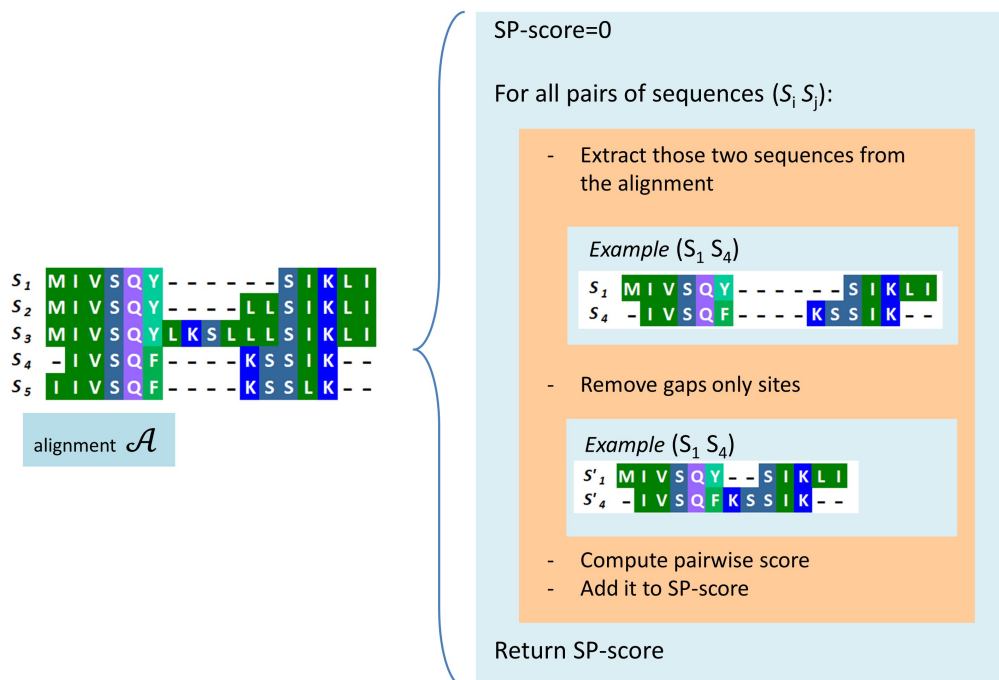 SP-score=0
For all pairs of sequences (Si Sj):
- Extract those two sequences from
the alignment
Example (S1 S4)
S1 MIVSQY------SIKLI
S4 -IVSQF----KSSIK--
- Remove gaps only sites
Example (S1 S4)
S'1 MIVSQY--SIKLI
S'4 -IVSQFKSSIK--
- Compute pairwise score
- Add it to SP-score
Return SP-score
S1 MIVSQY------SIKLI
S2 MIVSQY----LLSIKLI
S3 MIVSQYLKSLLLSIKLI
S4 -IVSQF----KSSIK--
S5 IIVSQF----KSSLK--
alignment 𝒜